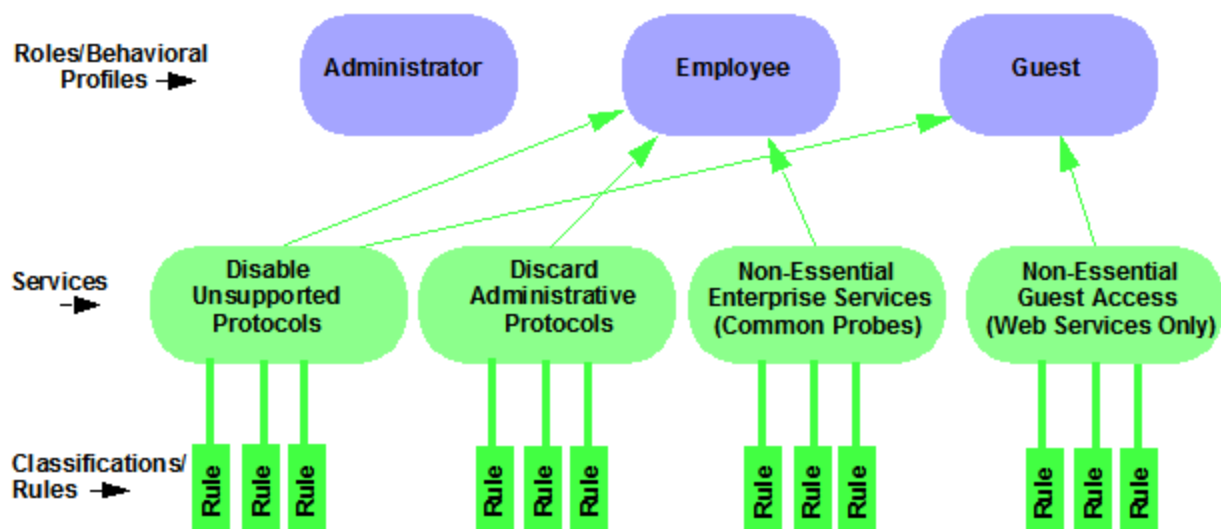 Roles/Behavioral
Profiles
Administrator
Employee
Guest
Services
Disable
Unsupported
Protocols
Discard
Administrative
Protocols
Non-Essential
Enterprise Services
(Common Probes)
Non-Essential
Guest Access
(Web Services Only)
Classifications/
Rules
Rule
Rule
Rule
Rule
Rule
Rule
Rule
Rule
Rule
Rule
Rule
Rule